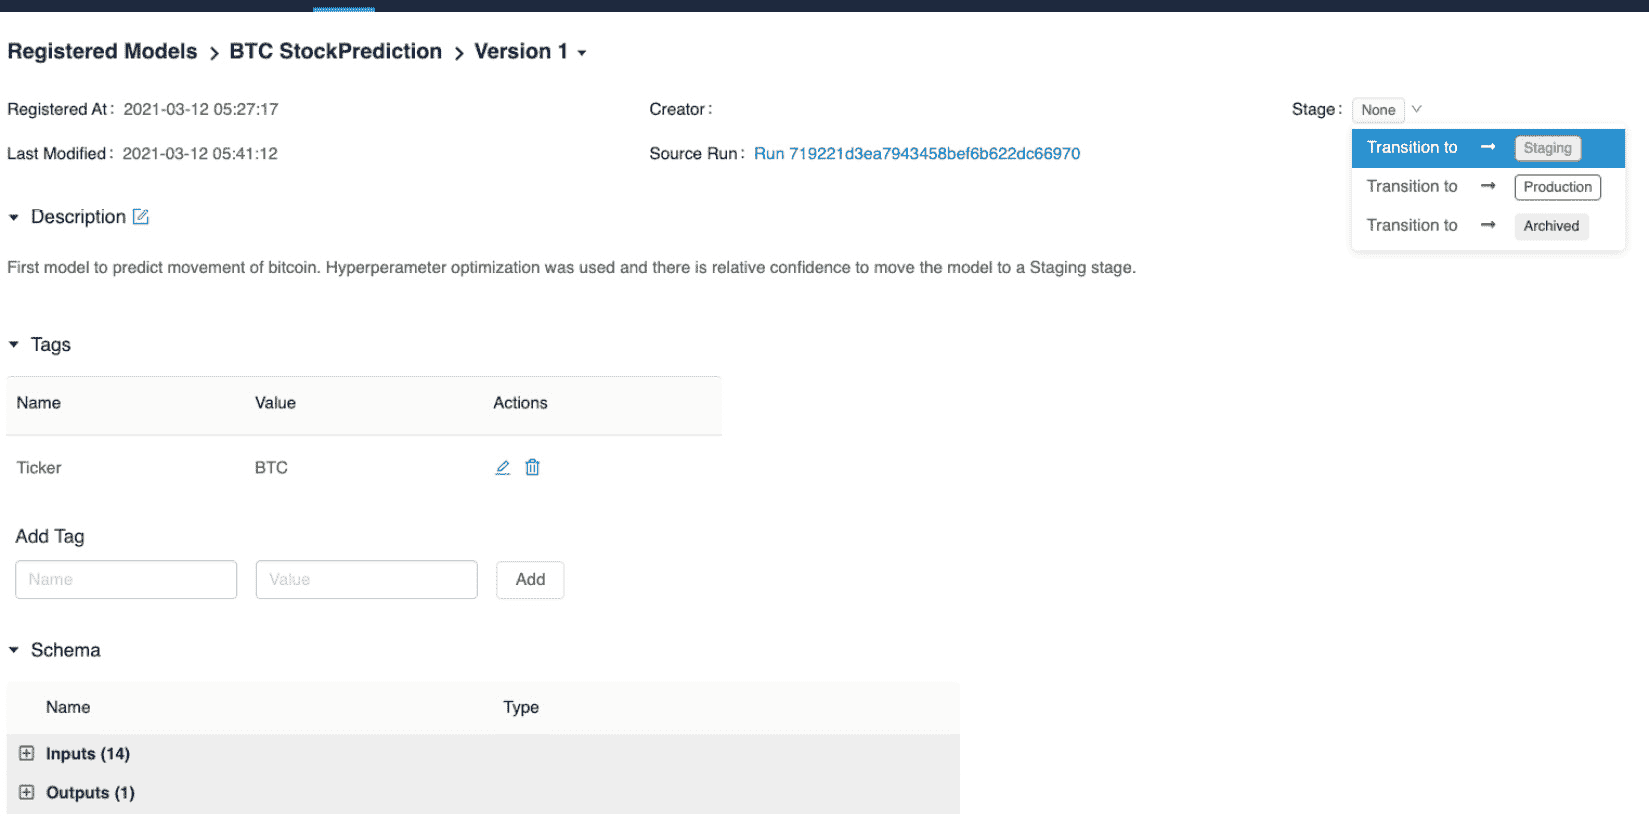 Registered Models > BTC StockPrediction > Version 1
Registered At: 2021-03-12 05:27:17
Creator:
Stage: None
Last Modified: 2021-03-12 05:41:12
Source Run: Run 719221d3ea7943458bef6b622dc66970
Transition to → Staging
Transition to → Production
Transition to → Archived
Description
First model to predict movement of bitcoin. Hyperperameter optimization was used and there is relative confidence to move the model to a Staging stage.
Tags
Name Value Actions
Ticker BTC
Add Tag
Name Value Add
Schema
Name Type
Inputs (14)
Outputs (1)